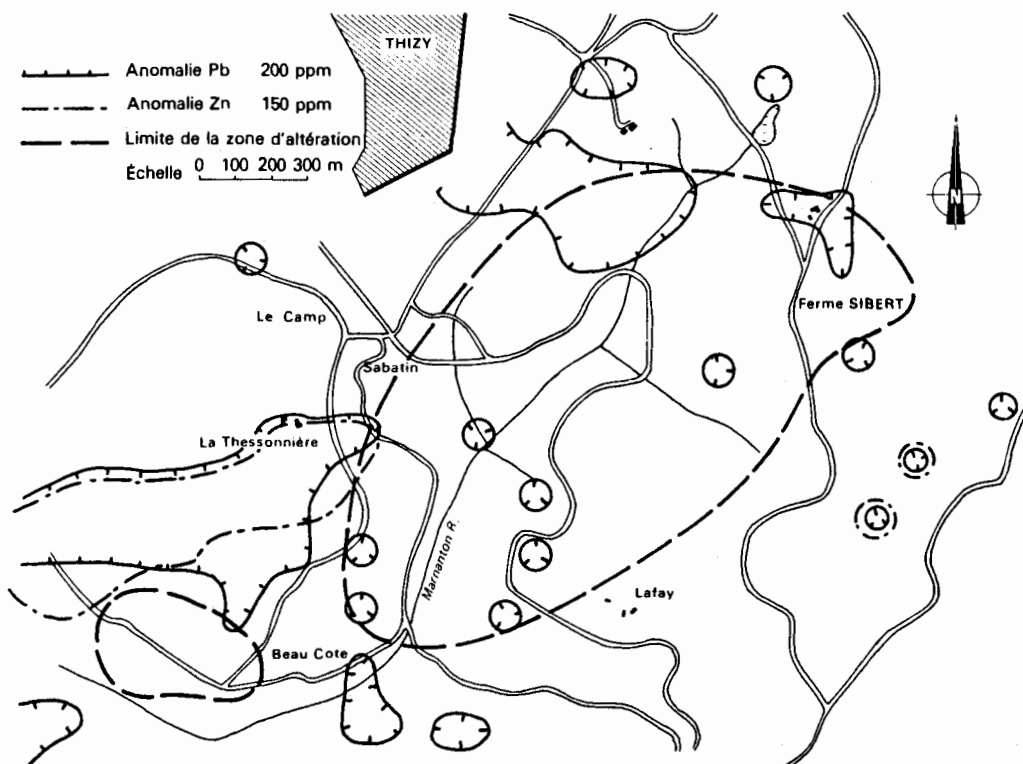 THIZY
Anomalie Pb 200 ppm
Anomalie Zn 150 ppm
Limite de la zone d'altération
Échelle 0 100 200 300 m
N
Ferme SIBERT
Le Camp
Sabatin
La Thessonnière
Marnanton R.
Lafay
Beau Cote